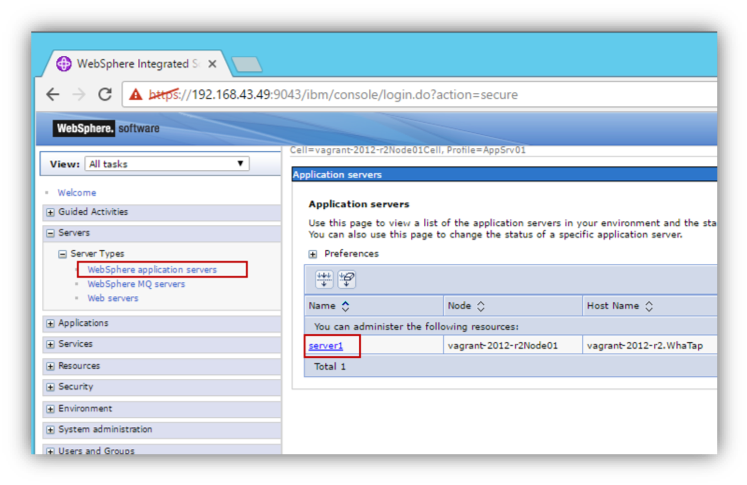 WebSphere Integrated S
https://192.168.43.49:9043/ibm/console/login.do?action=secure
WebSphere. software
View: All tasks
Cell=vagrant-2012-r2Node01Cell, Profile=AppSrv01
Application servers
Welcome
Guided Activities
Servers
Server Types
WebSphere application servers
WebSphere MQ servers
Web servers
Applications
Services
Resources
Security
Environment
System administration
Users and Groups
Application servers
Use this page to view a list of the application servers in your environment and the sta
You can also use this page to change the status of a specific application server.
Preferences
Name Node Host Name
You can administer the following resources:
server1 vagrant-2012-r2Node01 vagrant-2012-r2.WhaTap
Total 1